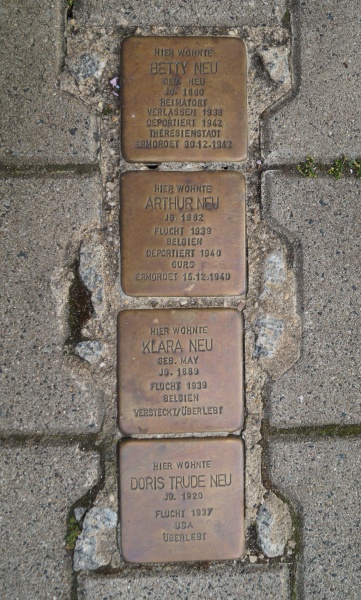 HIER WOHNTE
BETTY NEU
GEB. NEU
JG. 1860
HEIMATORT
VERLASSEN 1938
DEPORTIERT 1942
THERESIENSTADT
ERMORDET 30.12.1942
HIER WOHNTE
ARTHUR NEU
JG. 1882
FLUCHT 1939
BELGIEN
DEPORTIERT 1940
GURS
ERMORDET 15.12.1940
HIER WOHNTE
KLARA NEU
GEB. MAY
JG. 1889
FLUCHT 1939
BELGIEN
VERSTECKT/ÜBERLEBT
HIER WOHNTE
DORIS TRUDE NEU
JG. 1920
FLUCHT 1937
USA
ÜBERLEBT